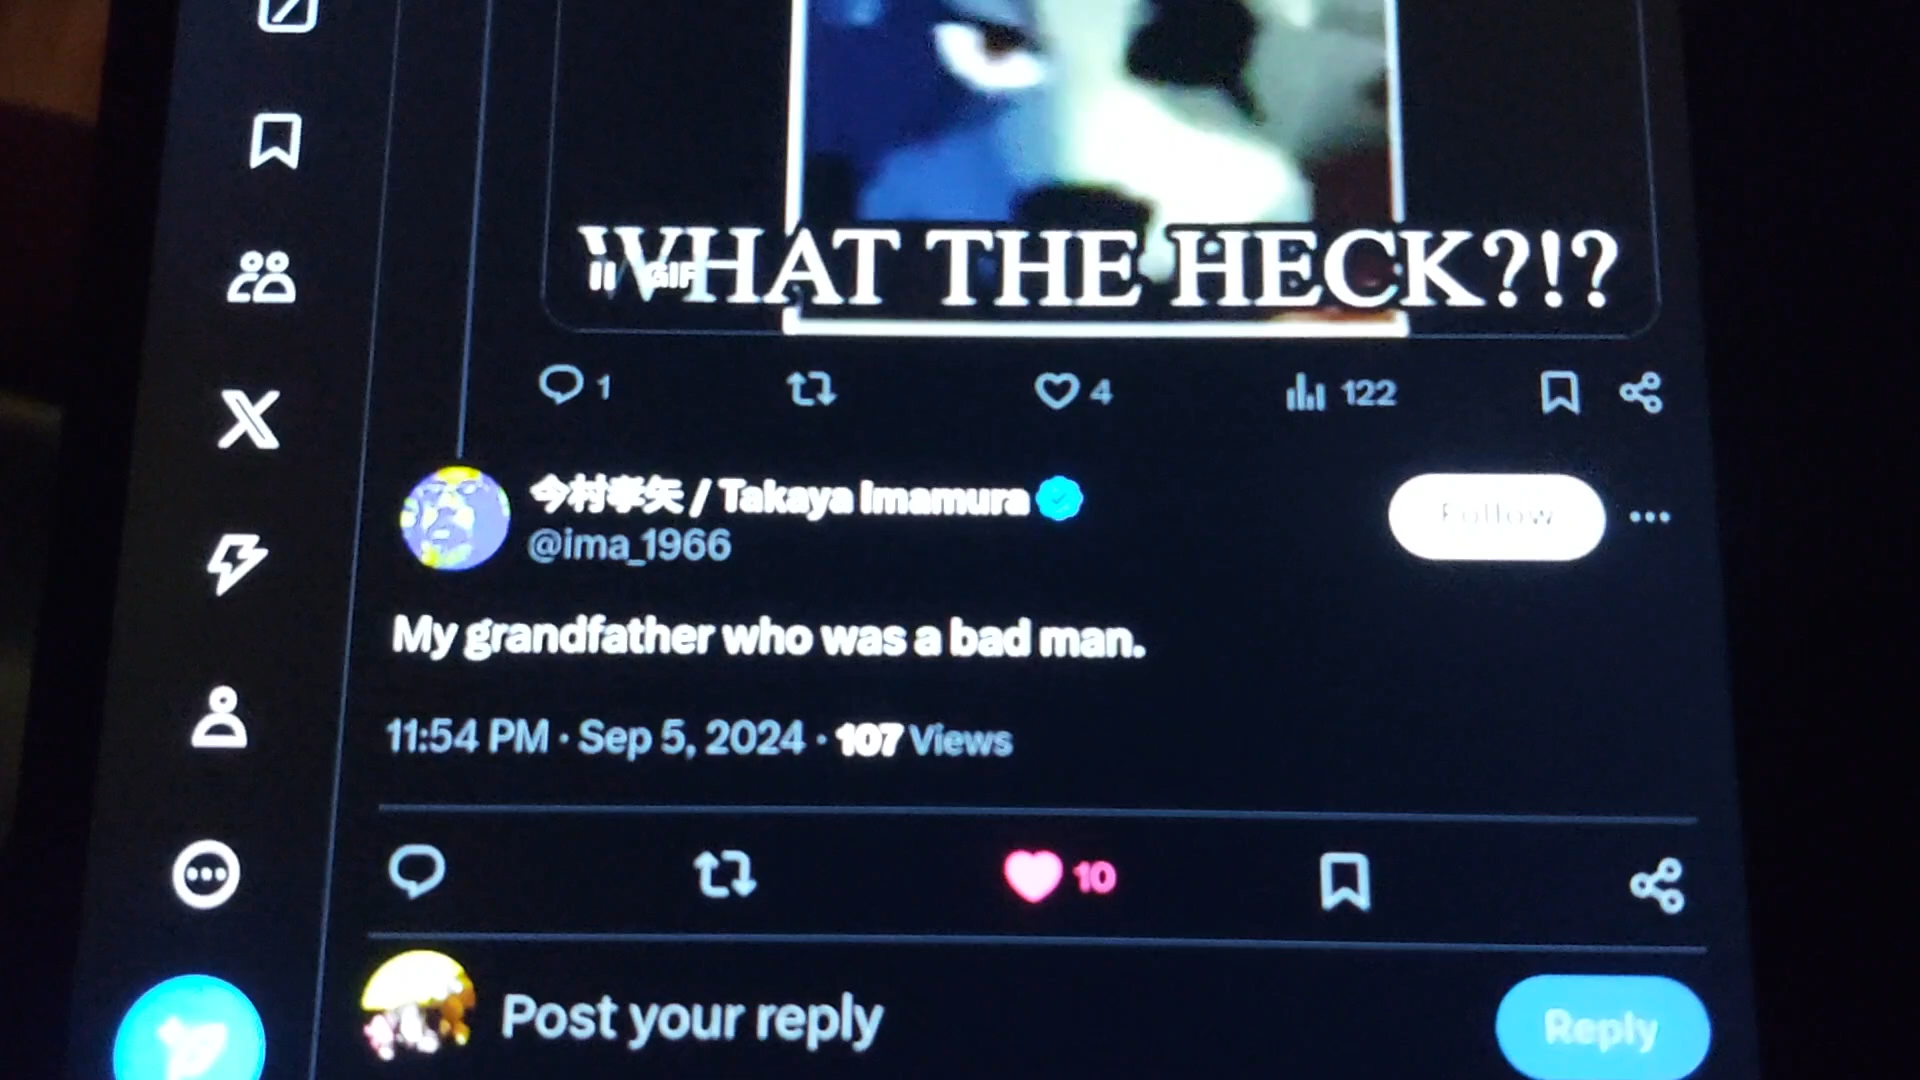 WHAT THE HECK?!?
GIF
1
4
122
今村孝矢 / Takaya Imamura
@ima_1966
Follow
My grandfather who was a bad man.
11:54 PM · Sep 5, 2024 · 107 Views
10
Post your reply
Reply